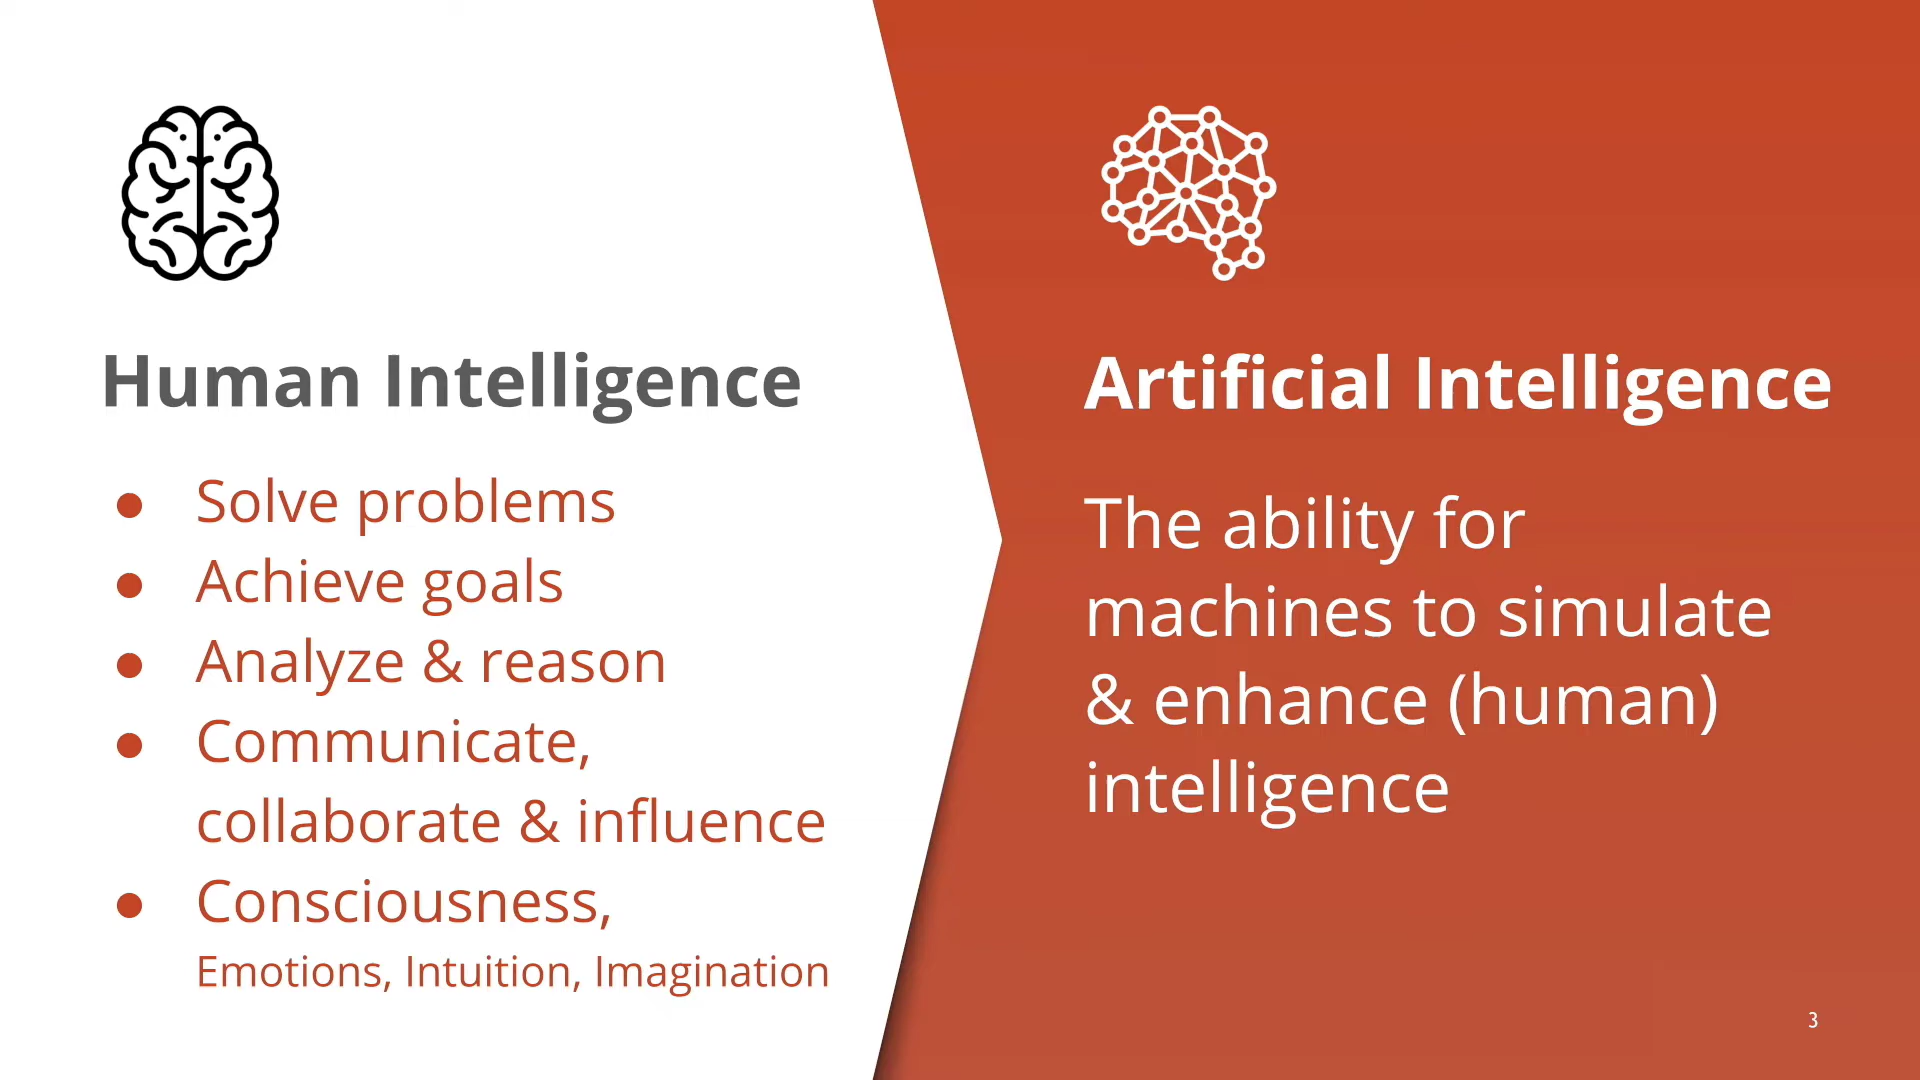 Human Intelligence
● Solve problems
● Achieve goals
● Analyze & reason
● Communicate,
collaborate & influence
● Consciousness,
Emotions, Intuition, Imagination
Artificial Intelligence
The ability for
machines to simulate
& enhance (human)
intelligence
3